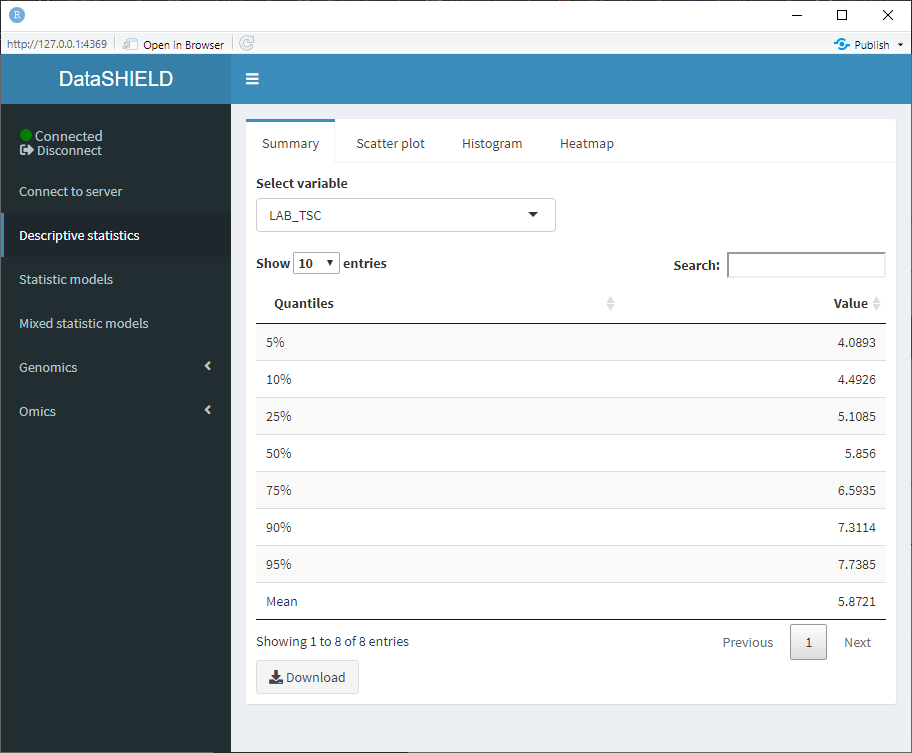 R
http://127.0.0.1:4369 Open in Browser Publish
DataSHIELD
Connected
Disconnect
Connect to server
Descriptive statistics
Statistic models
Mixed statistic models
Genomics
Omics
Summary Scatter plot Histogram Heatmap
Select variable
LAB_TSC
Show 10 entries Search:
Quantiles Value
5% 4.0893
10% 4.4926
25% 5.1085
50% 5.856
75% 6.5935
90% 7.3114
95% 7.7385
Mean 5.8721
Showing 1 to 8 of 8 entries Previous 1 Next
Download